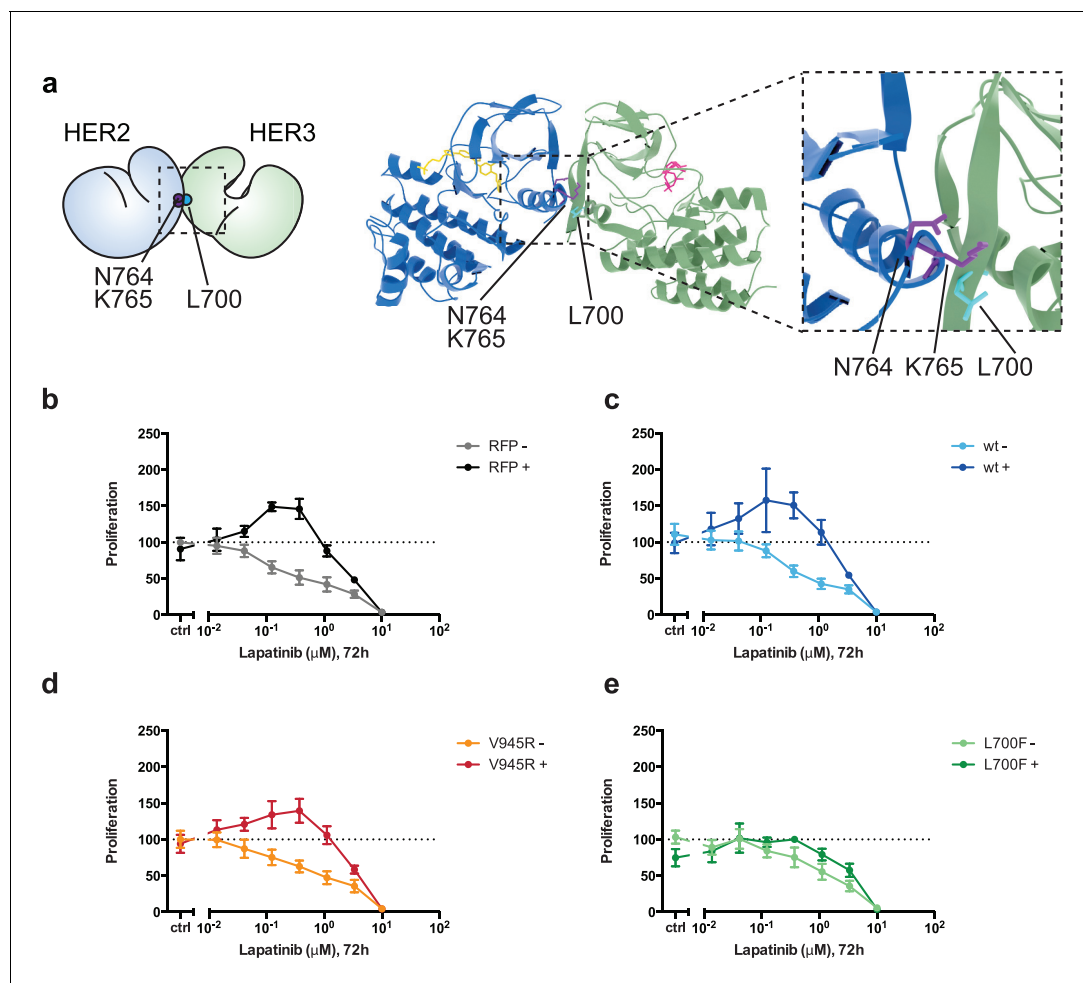 a
HER2 HER3
N764 L700
K765
N764 L700
K765
N764 K765 L700
b
250
200
150
100
50
0
Proliferation
ctrl 10-2 10-1 100 101 102
Lapatinib (μM), 72h
RFP -
RFP +
c
250
200
150
100
50
0
Proliferation
ctrl 10-2 10-1 100 101 102
Lapatinib (μM), 72h
wt -
wt +
d
250
200
150
100
50
0
Proliferation
ctrl 10-2 10-1 100 101 102
Lapatinib (μM), 72h
V945R -
V945R +
e
250
200
150
100
50
0
Proliferation
ctrl 10-2 10-1 100 101 102
Lapatinib (μM), 72h
L700F -
L700F +